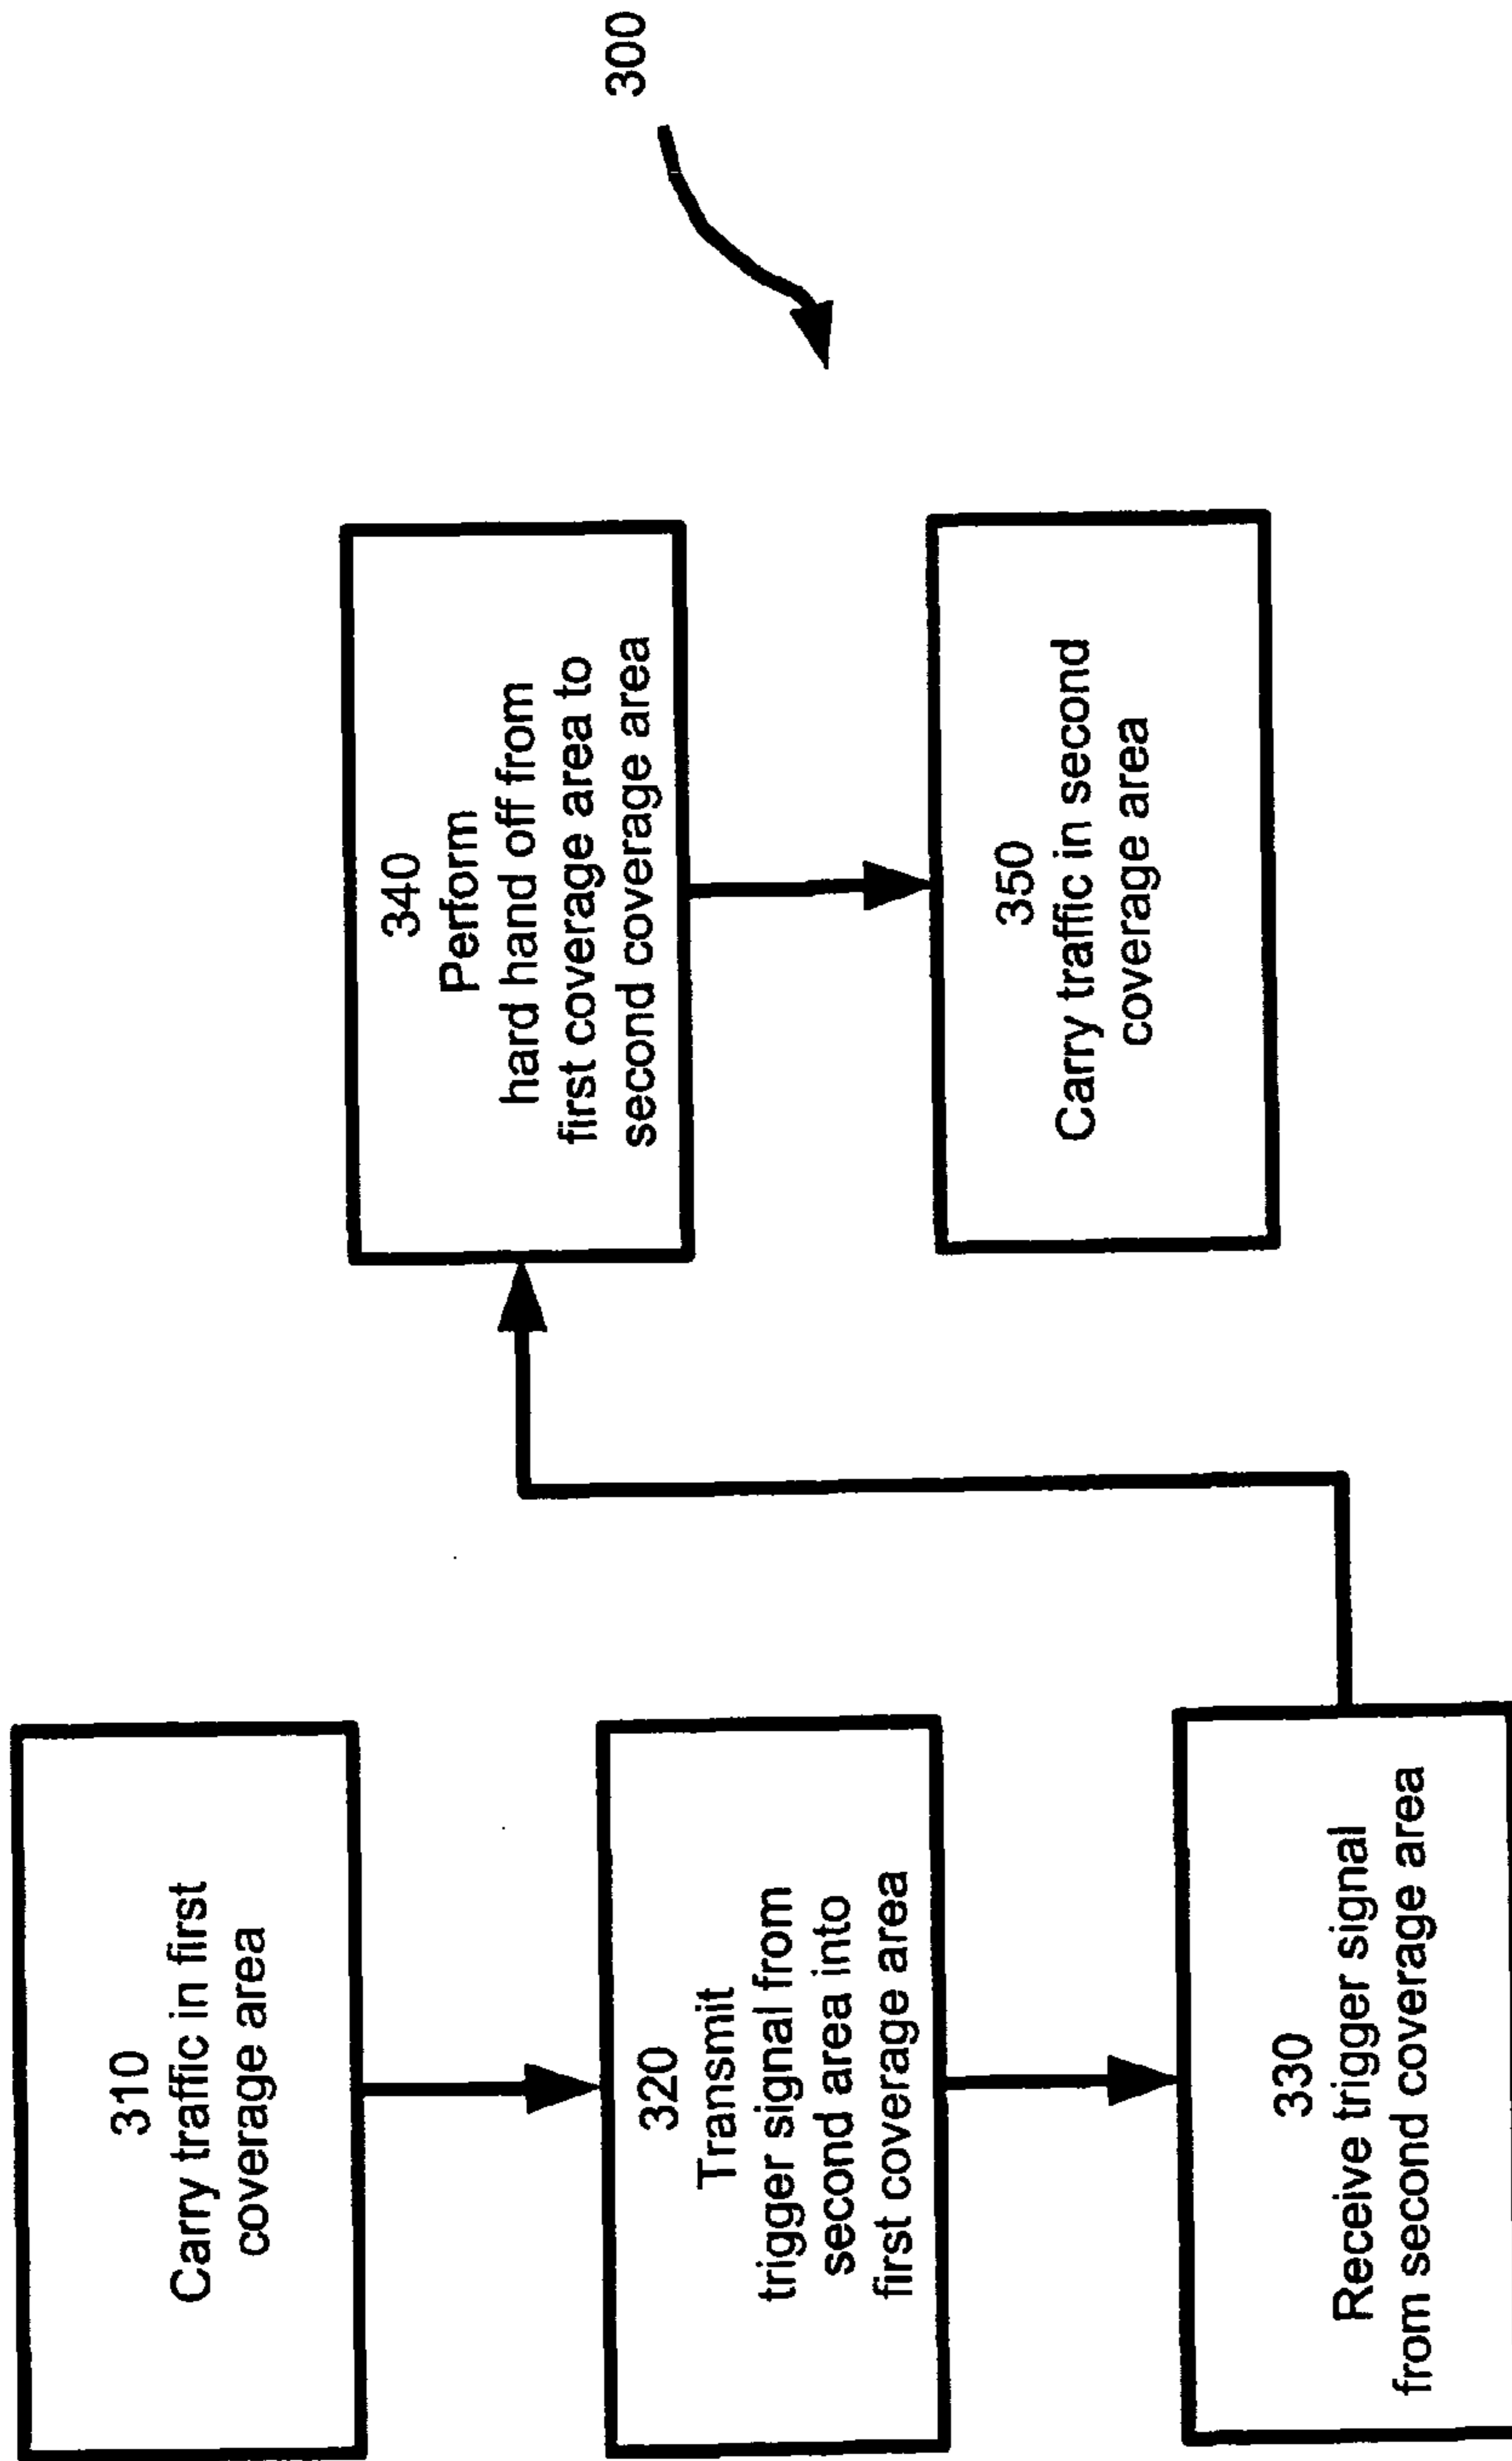 310
Carry traffic in first
coverage area
320
Transmit
trigger signal from
second area into
first coverage area
330
Receive trigger signal
from second coverage area
340
Perform
hard hand off from
first coverage area to
second coverage area
350
Carry traffic in second
coverage area
300